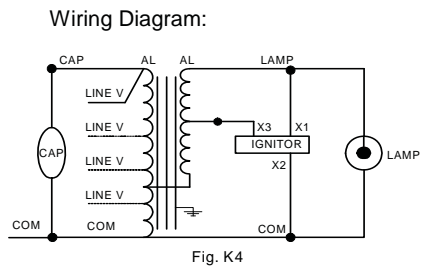 Wiring Diagram:
CAP AL AL LAMP
LINE V
LINE V X3 X1
CAP IGNITOR LAMP
LINE V X2
LINE V
COM COM COM
Fig. K4